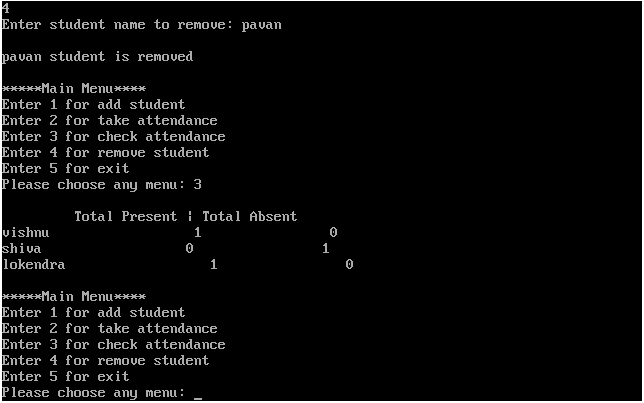 4
Enter student name to remove: pavan
pavan student is removed
*****Main Menu****
Enter 1 for add student
Enter 2 for take attendance
Enter 3 for check attendance
Enter 4 for remove student
Enter 5 for exit
Please choose any menu: 3
Total Present | Total Absent
vishnu 1 0
shiva 0 1
lokendra 1 0
*****Main Menu****
Enter 1 for add student
Enter 2 for take attendance
Enter 3 for check attendance
Enter 4 for remove student
Enter 5 for exit
Please choose any menu: _